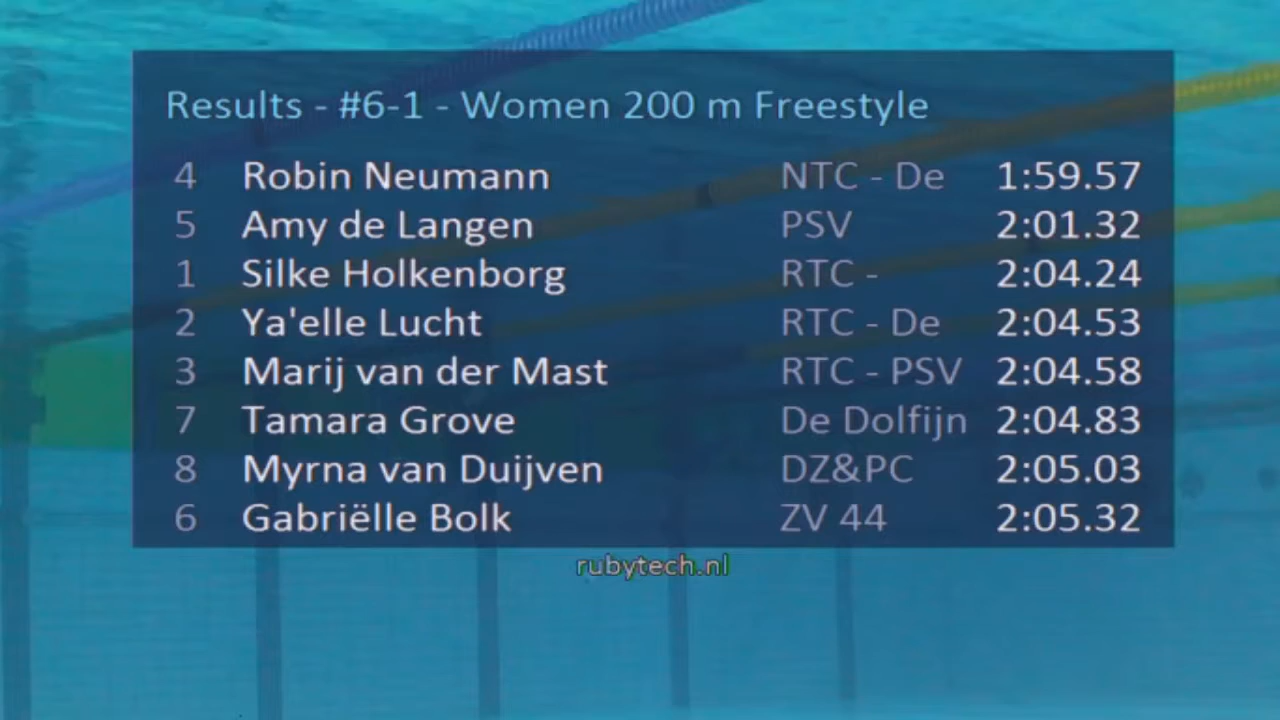 Results - #6-1 - Women 200 m Freestyle
4 Robin Neumann NTC - De 1:59.57
5 Amy de Langen PSV 2:01.32
1 Silke Holkenborg RTC - 2:04.24
2 Ya'elle Lucht RTC - De 2:04.53
3 Marij van der Mast RTC - PSV 2:04.58
7 Tamara Grove De Dolfijn 2:04.83
8 Myrna van Duijven DZ&PC 2:05.03
6 Gabriëlle Bolk ZV 44 2:05.32
rubytech.nl